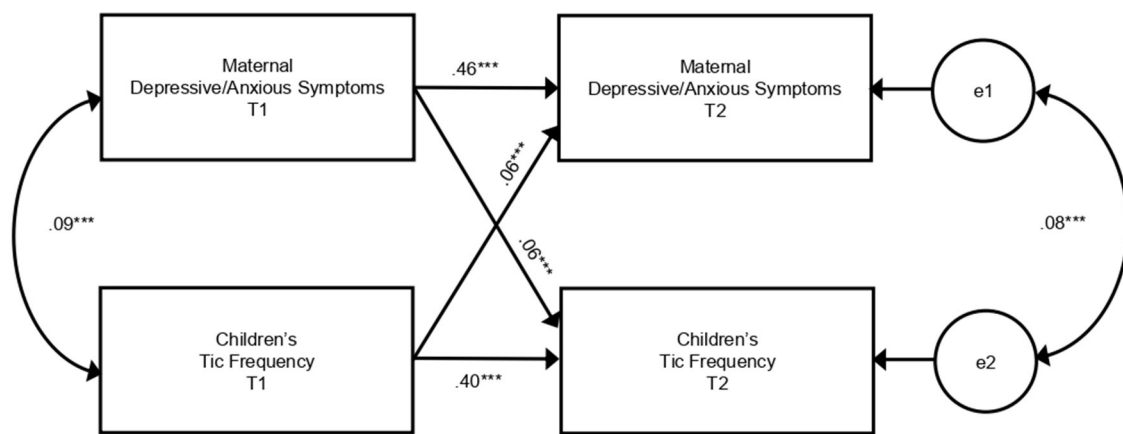 Maternal
Depressive/Anxious Symptoms
T1
.46***
Maternal
Depressive/Anxious Symptoms
T2
e1
.09***
.06***
.06***
.08***
Children's
Tic Frequency
T1
.40***
Children's
Tic Frequency
T2
e2